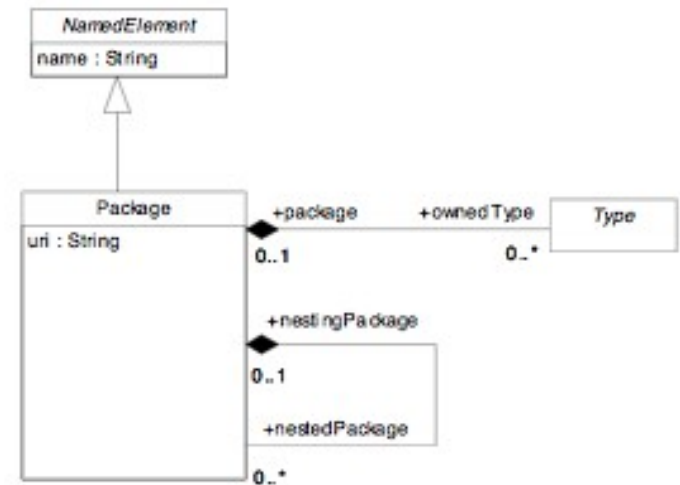 NamedElement
name : String
Package
uri : String
+package
+ownedType
Type
0..1
0..*
+nestingPackage
0..1
+nestedPackage
0..*